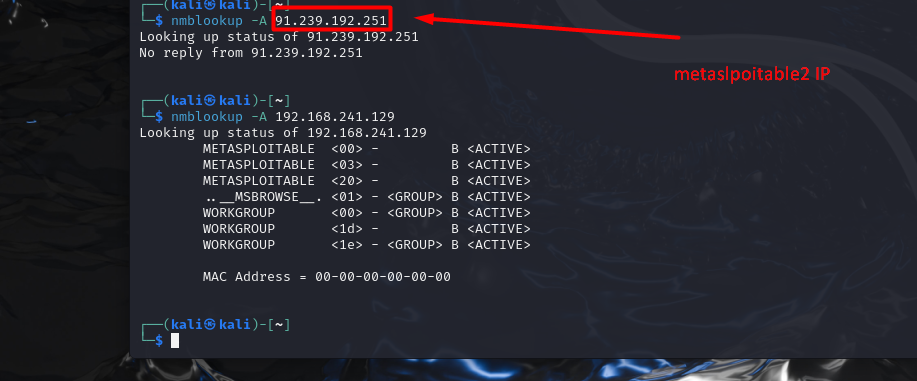 ┌──(kali㉿kali)-[~]
└─$ nmblookup -A 91.239.192.251
Looking up status of 91.239.192.251
No reply from 91.239.192.251
metaslpoitable2 IP
┌──(kali㉿kali)-[~]
└─$ nmblookup -A 192.168.241.129
Looking up status of 192.168.241.129
METASPLOITABLE  <00> -         B <ACTIVE>
METASPLOITABLE  <03> -         B <ACTIVE>
METASPLOITABLE  <20> -         B <ACTIVE>
..__MSBROWSE__. <01> - <GROUP> B <ACTIVE>
WORKGROUP       <00> - <GROUP> B <ACTIVE>
WORKGROUP       <1d> -         B <ACTIVE>
WORKGROUP       <1e> - <GROUP> B <ACTIVE>
MAC Address = 00-00-00-00-00-00
┌──(kali㉿kali)-[~]
└─$